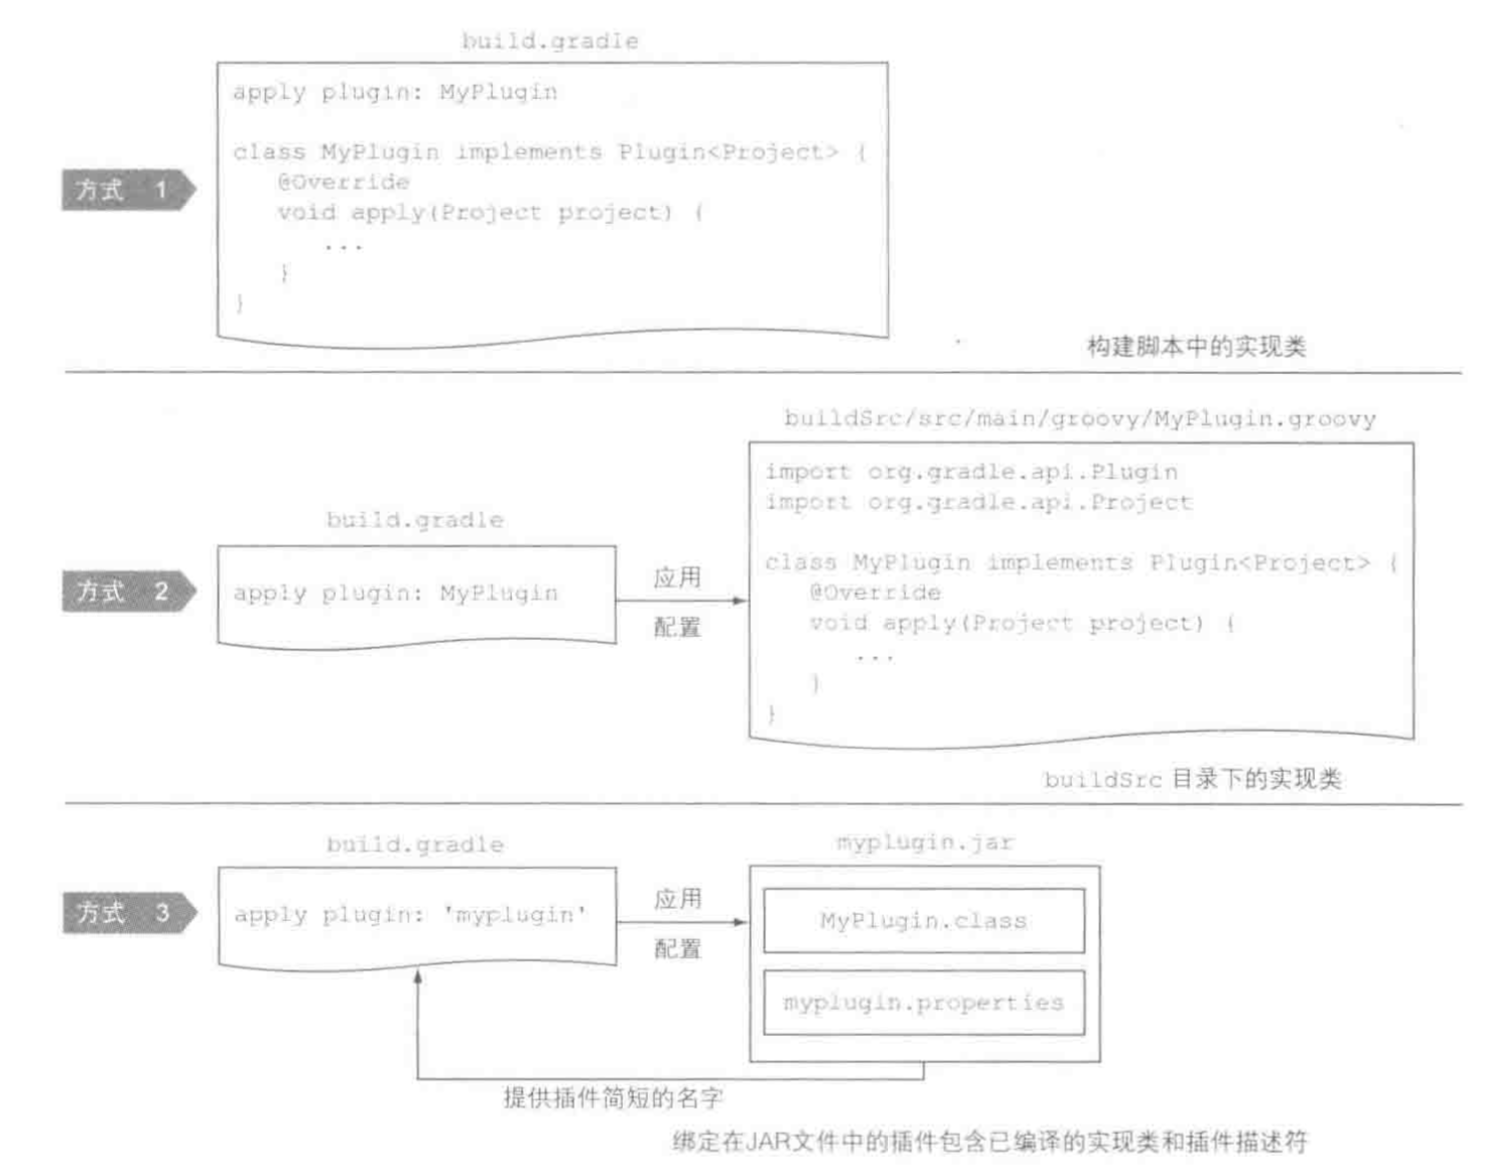 build.gradle
apply plugin: MyPlugin
class MyPlugin implements Plugin<Project> {
@Override
void apply(Project project) {
...
}
}
方式 1
构建脚本中的实现类
buildSrc/src/main/groovy/MyPlugin.groovy
import org.gradle.api.Plugin
import org.gradle.api.Project
class MyPlugin implements Plugin<Project> {
@Override
void apply(Project project) {
...
}
}
build.gradle
方式 2
apply plugin: MyPlugin
应用
配置
buildSrc 目录下的实现类
build.gradle
myplugin.jar
方式 3
apply plugin: 'myplugin'
应用
配置
MyPlugin.class
myplugin.properties
提供插件简短的名字
绑定在JAR文件中的插件包含已编译的实现类和插件描述符